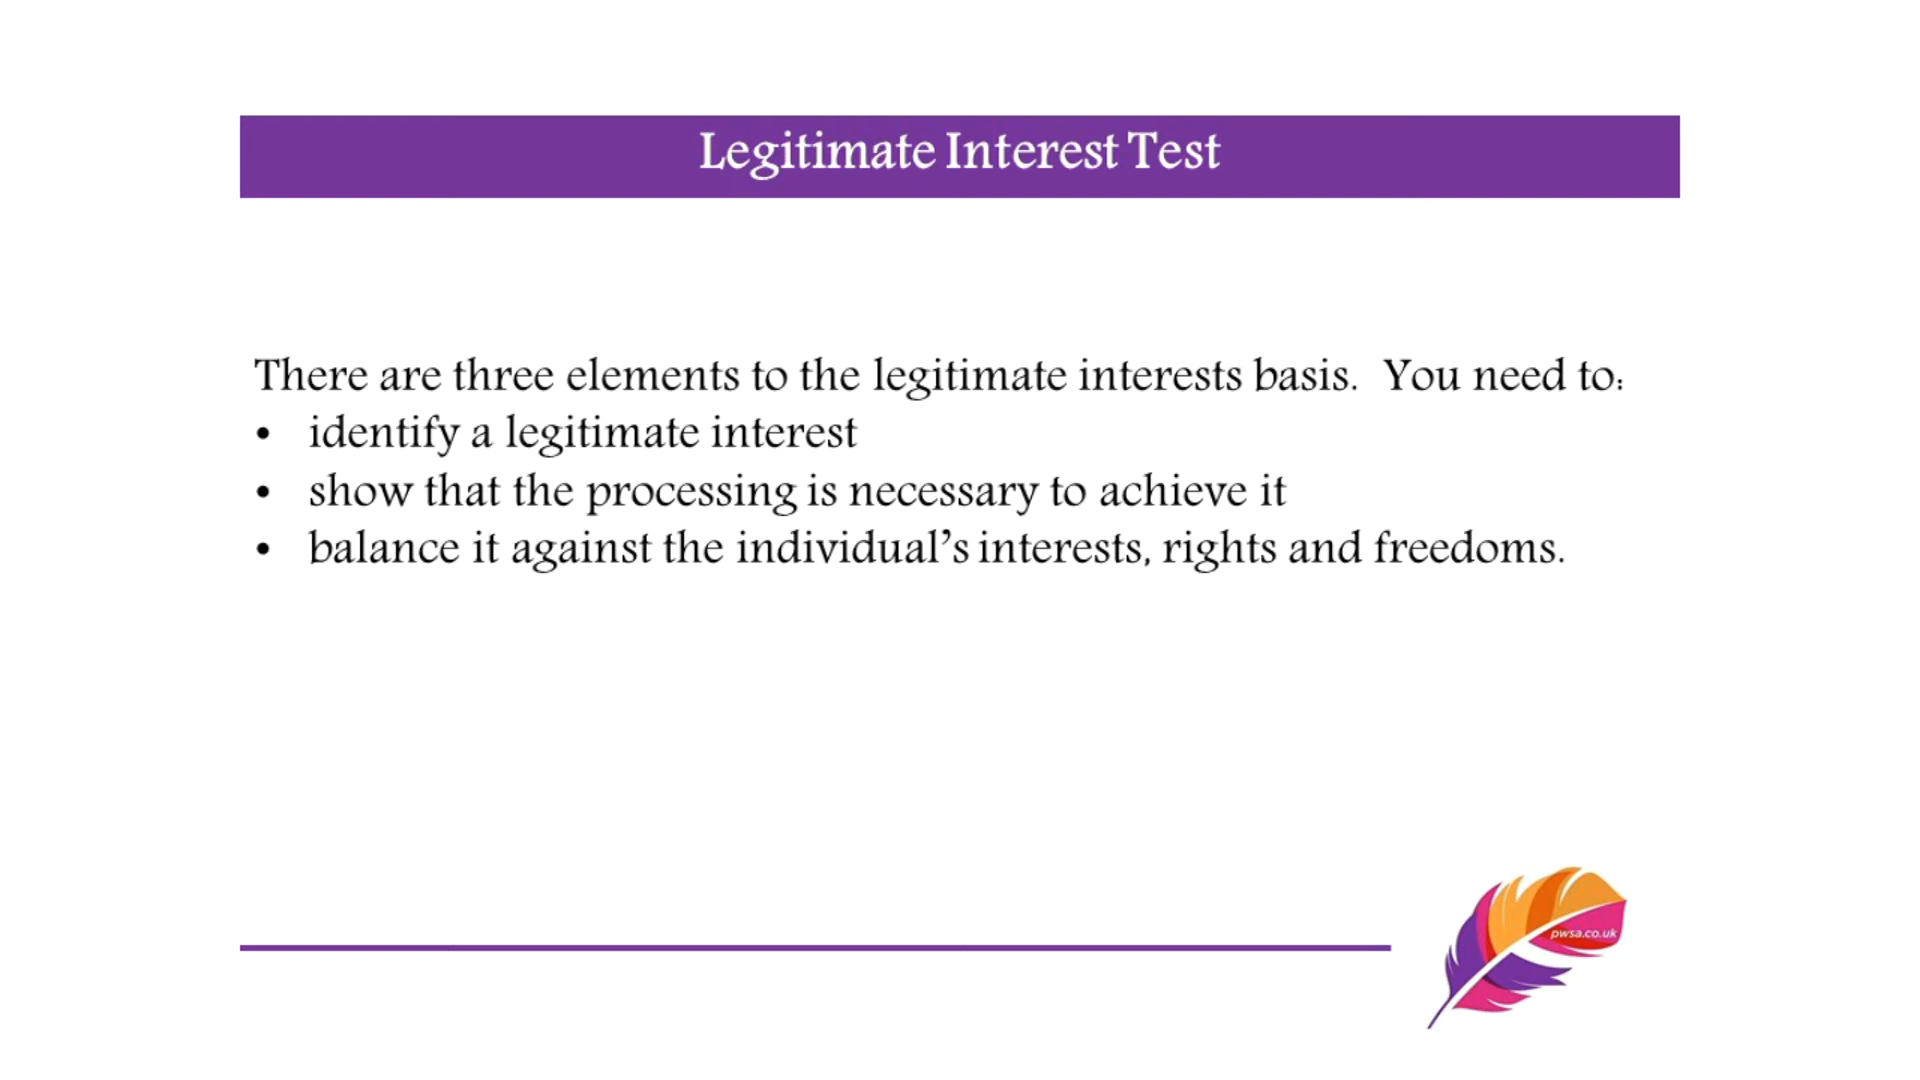 Legitimate Interest Test
There are three elements to the legitimate interests basis.  You need to:
• identify a legitimate interest
• show that the processing is necessary to achieve it
• balance it against the individual’s interests, rights and freedoms.
pwsa.co.uk